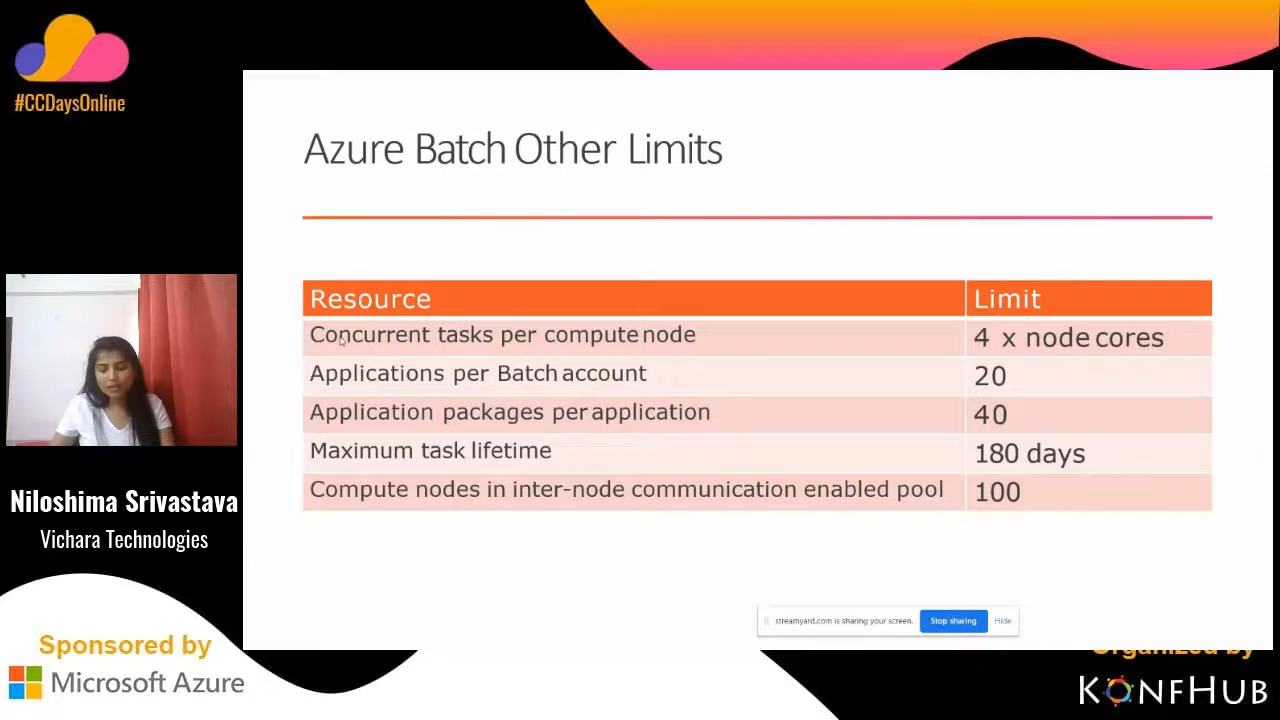 #CCDaysOnline
Azure Batch Other Limits
Resource Limit
Concurrent tasks per compute node 4 x node cores
Applications per Batch account 20
Application packages per application 40
Maximum task lifetime 180 days
Compute nodes in inter-node communication enabled pool 100
Niloshima Srivastava
Vichara Technologies
streamyard.com is sharing your screen. Stop sharing Hide
Sponsored by
Microsoft Azure
Organized by
KONFHUB